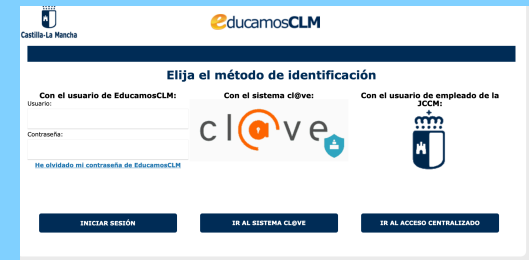 Castilla-La Mancha
educamosCLM
Elija el método de identificación
Con el usuario de EducamosCLM:
Usuario:
Contraseña:
He olvidado mi contraseña de EducamosCLM
INICIAR SESIÓN
Con el sistema cl@ve:
cl@ve
IR AL SISTEMA CL@VE
Con el usuario de empleado de la
JCCM:
IR AL ACCESO CENTRALIZADO